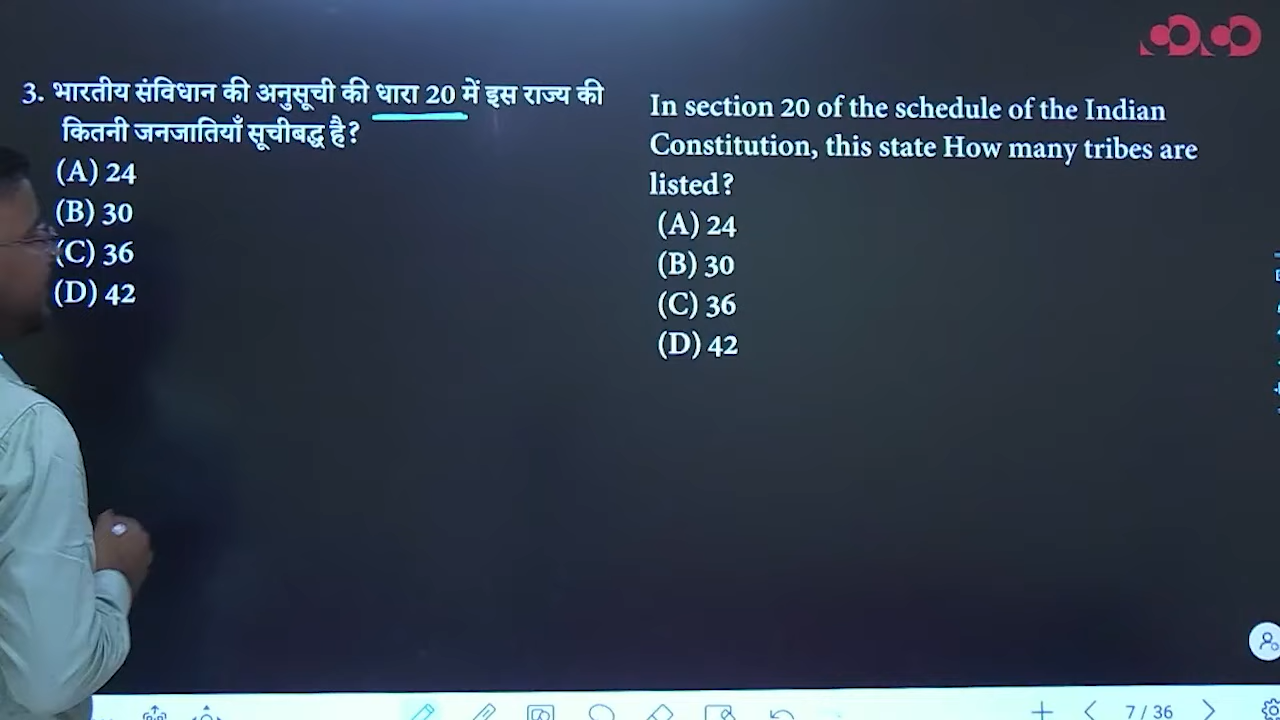 3. भारतीय संविधान की अनुसूची की धारा 20 में इस राज्य की
कितनी जनजातियाँ सूचीबद्ध है?
(A) 24
(B) 30
(C) 36
(D) 42
In section 20 of the schedule of the Indian
Constitution, this state How many tribes are
listed?
(A) 24
(B) 30
(C) 36
(D) 42
7 / 36